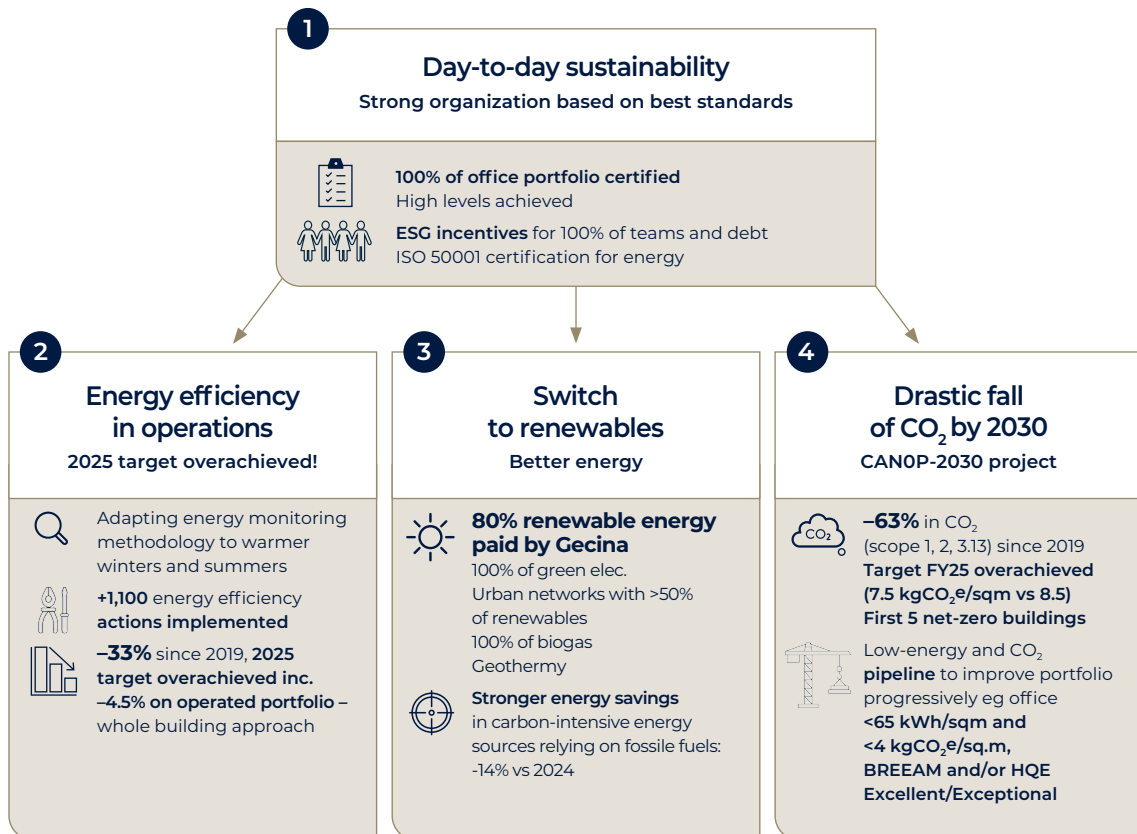 1
Day-to-day sustainability
Strong organization based on best standards
100% of office portfolio certified
High levels achieved
ESG incentives for 100% of teams and debt
ISO 50001 certification for energy
2
Energy efficiency
in operations
2025 target overachieved!
Adapting energy monitoring
methodology to warmer
winters and summers
+1,100 energy efficiency
actions implemented
–33% since 2019, 2025
target overachieved inc.
–4.5% on operated portfolio –
whole building approach
3
Switch
to renewables
Better energy
80% renewable energy
paid by Gecina
100% of green elec.
Urban networks with >50%
of renewables
100% of biogas
Geothermy
Stronger energy savings
in carbon-intensive energy
sources relying on fossile fuels:
-14% vs 2024
4
Drastic fall
of CO₂ by 2030
CAN0P-2030 project
CO₂
–63% in CO₂
(scope 1, 2, 3.13) since 2019
Target FY25 overachieved
(7.5 kgCO₂e/sqm vs 8.5)
First 5 net-zero buildings
Low-energy and CO₂
pipeline to improve portfolio
progressively eg office
<65 kWh/sqm and
<4 kgCO₂e/sq.m,
BREEAM and/or HQE
Excellent/Exceptional